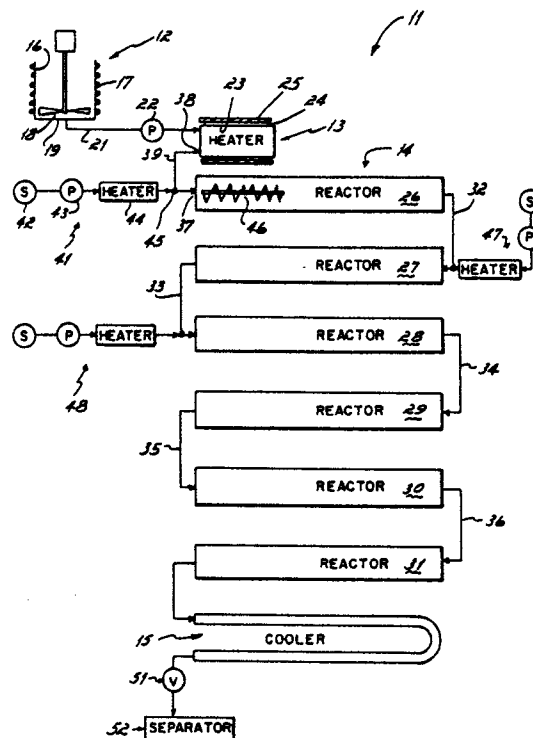 11
16
12
17
18
19
21
22
P
38
23
25
24
HEATER
13
39
14
S
42
P
43
41
HEATER
44
45
37
46
REACTOR 26
32
S
P
47
HEATER
REACTOR 27
33
S
P
HEATER
48
REACTOR 28
34
REACTOR 29
35
REACTOR 30
36
REACTOR 31
15
COOLER
51
V
52
SEPARATOR